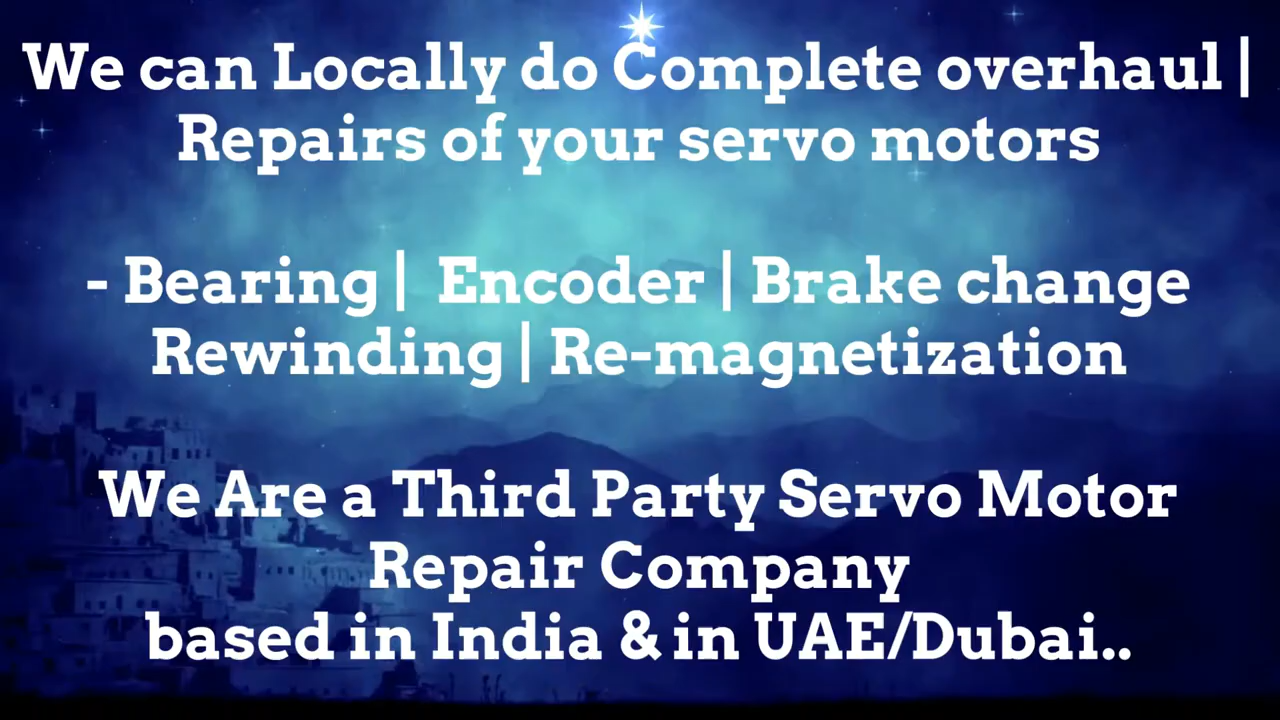 We can Locally do Complete overhaul |
Repairs of your servo motors
- Bearing | Encoder | Brake change
Rewinding | Re-magnetization
We Are a Third Party Servo Motor
Repair Company
based in India & in UAE/Dubai..